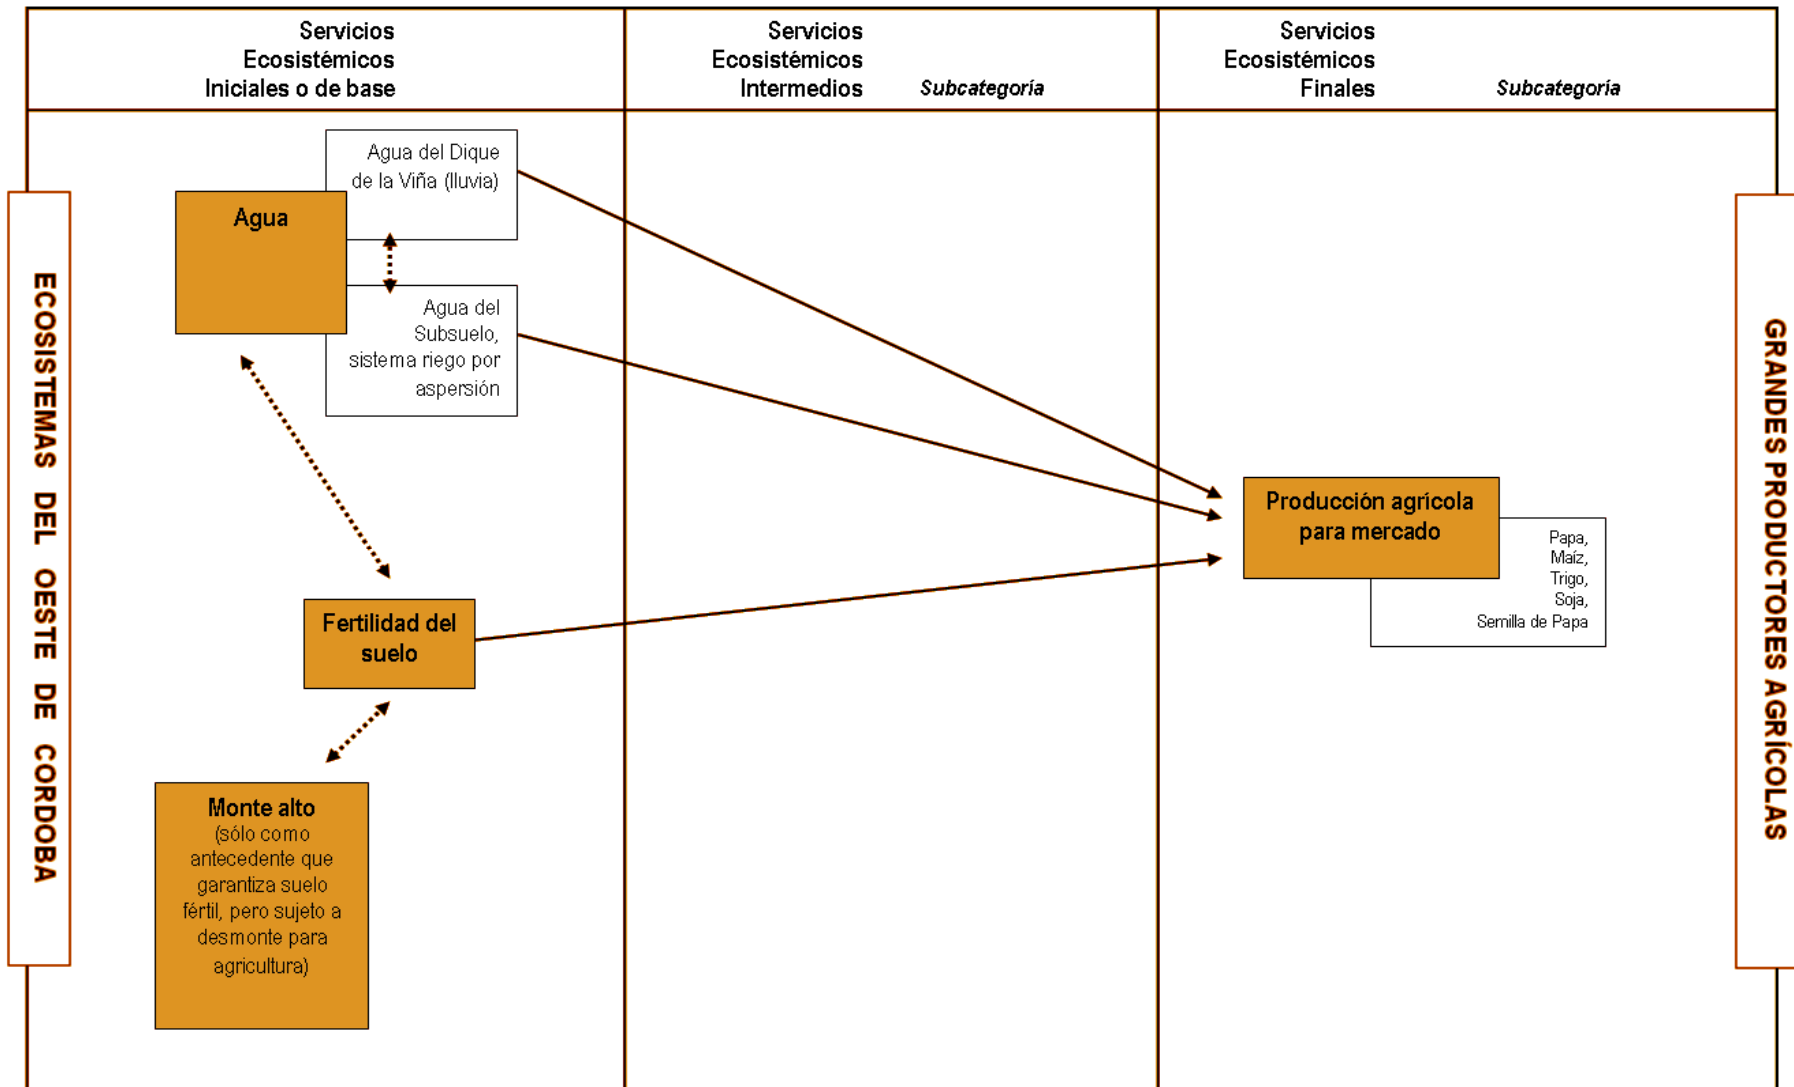 Servicios
Ecosistémicos
Iniciales o de base
Servicios
Ecosistémicos
Intermedios
Subcategoría
Servicios
Ecosistémicos
Finales
Subcategoría
ECOSISTEMAS DEL OESTE DE CORDOBA
Agua
Agua del Dique
de la Viña (lluvia)
Agua del
Subsuelo,
sistema riego por
aspersión
Fertilidad del
suelo
Monte alto
(sólo como
antecedente que
garantiza suelo
fértil, pero sujeto a
desmonte para
agricultura)
Producción agrícola
para mercado
Papa,
Maíz,
Trigo,
Soja,
Semilla de Papa
GRANDES PRODUCTORES AGRÍCOLAS